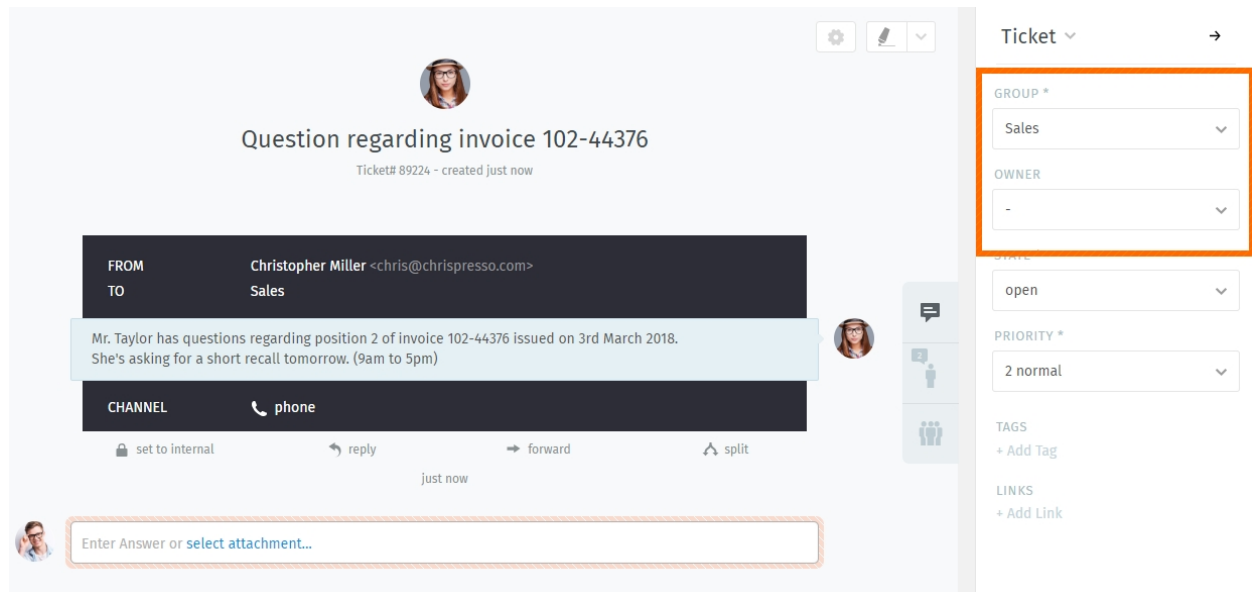 Ticket
Question regarding invoice 102-44376
Ticket# 89224 - created just now
FROM Christopher Miller <chris@chrispresso.com>
TO Sales
Mr. Taylor has questions regarding position 2 of invoice 102-44376 issued on 3rd March 2018.
She's asking for a short recall tomorrow. (9am to 5pm)
CHANNEL phone
set to internal reply forward split
just now
Enter Answer or select attachment...
2
GROUP *
Sales
OWNER
-
STATE *
open
PRIORITY *
2 normal
TAGS
+ Add Tag
LINKS
+ Add Link